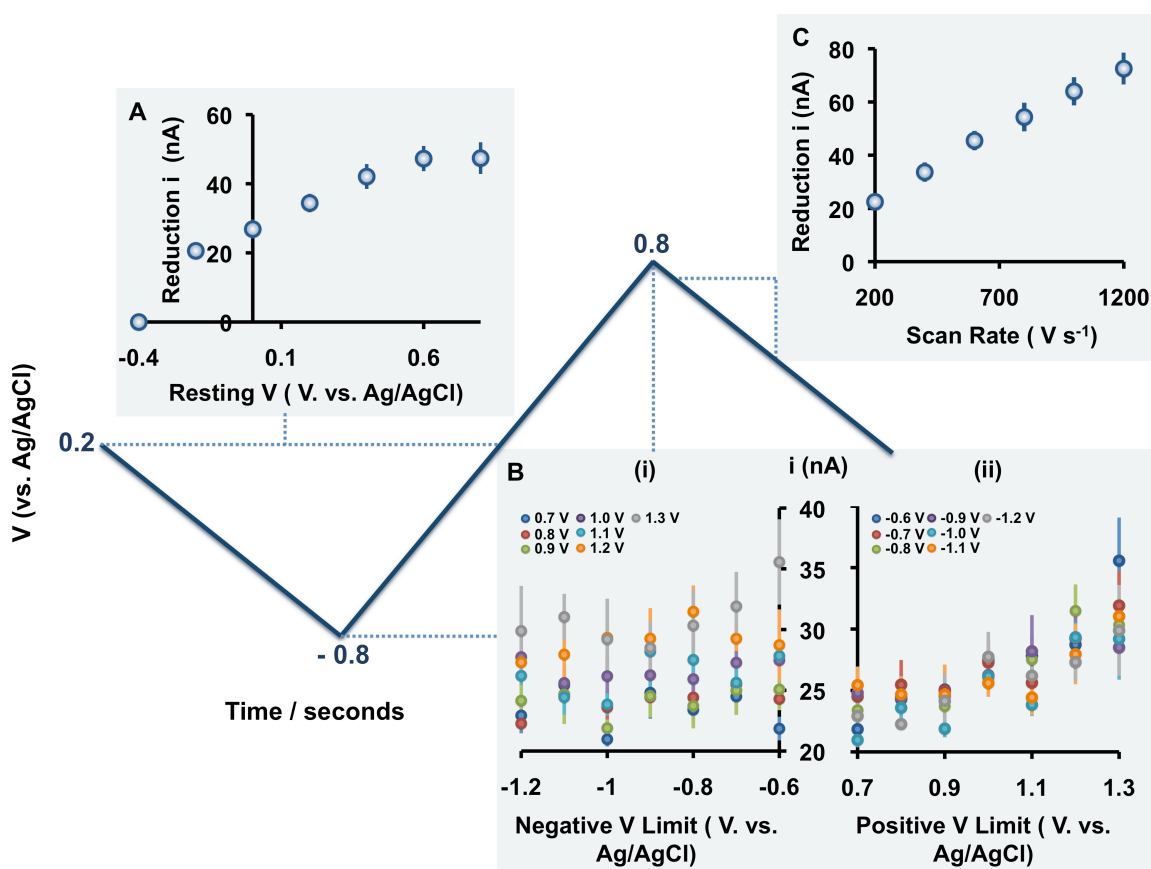 A
60
40
20
0
Reduction i (nA)
-0.4 0.1 0.6
Resting V ( V. vs. Ag/AgCl)
C
80
60
40
20
0
Reduction i (nA)
200 700 1200
Scan Rate ( V s-1)
V (vs. Ag/AgCl)
0.2
0.8
- 0.8
Time / seconds
B
(i)
i (nA)
(ii)
0.7 V 1.0 V 1.3 V
0.8 V 1.1 V
0.9 V 1.2 V
40
35
30
25
20
-0.6 V -0.9 V -1.2 V
-0.7 V -1.0 V
-0.8 V -1.1 V
-1.2 -1 -0.8 -0.6
Negative V Limit ( V. vs.
Ag/AgCl)
0.7 0.9 1.1 1.3
Positive V Limit ( V. vs.
Ag/AgCl)